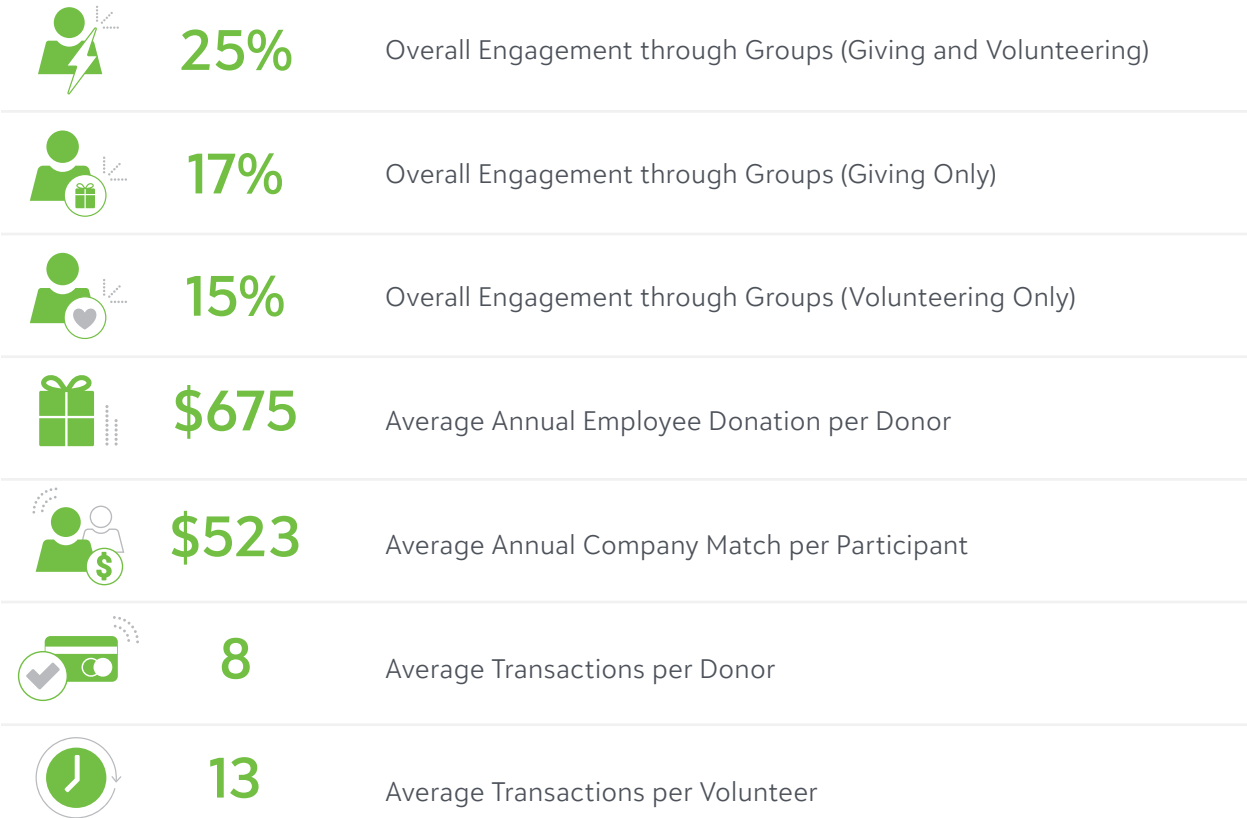 25% Overall Engagement through Groups (Giving and Volunteering)
17% Overall Engagement through Groups (Giving Only)
15% Overall Engagement through Groups (Volunteering Only)
$675 Average Annual Employee Donation per Donor
$523 Average Annual Company Match per Participant
$
8 Average Transactions per Donor
13 Average Transactions per Volunteer